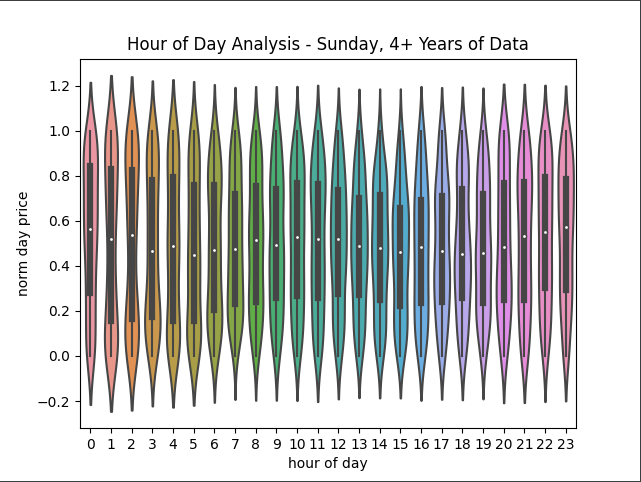 Hour of Day Analysis - Sunday, 4+ Years of Data
norm day price
1.2
1.0
0.8
0.6
0.4
0.2
0.0
−0.2
0 1 2 3 4 5 6 7 8 9 10 11 12 13 14 15 16 17 18 19 20 21 22 23
hour of day